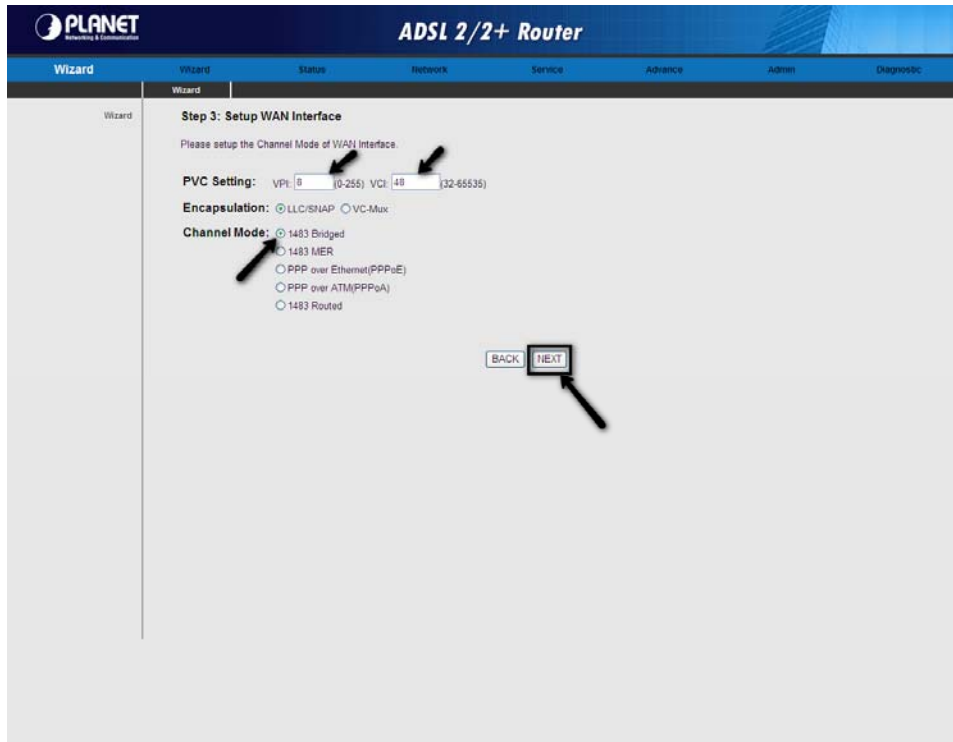 PLANET
Networking & Communication
ADSL 2/2+ Router
Wizard
Wizard Status Network Service Advance Admin Diagnostic
Wizard
Wizard
Step 3: Setup WAN Interface
Please setup the Channel Mode of WAN Interface.
PVC Setting: VPI: (0-255) VCI: 48 (32-65535)
Encapsulation: LLC/SNAP VC-Mux
Channel Mode: 1483 Bridged
1483 MER
PPP over Ethernet(PPPoE)
PPP over ATM(PPPoA)
1483 Routed
BACK NEXT